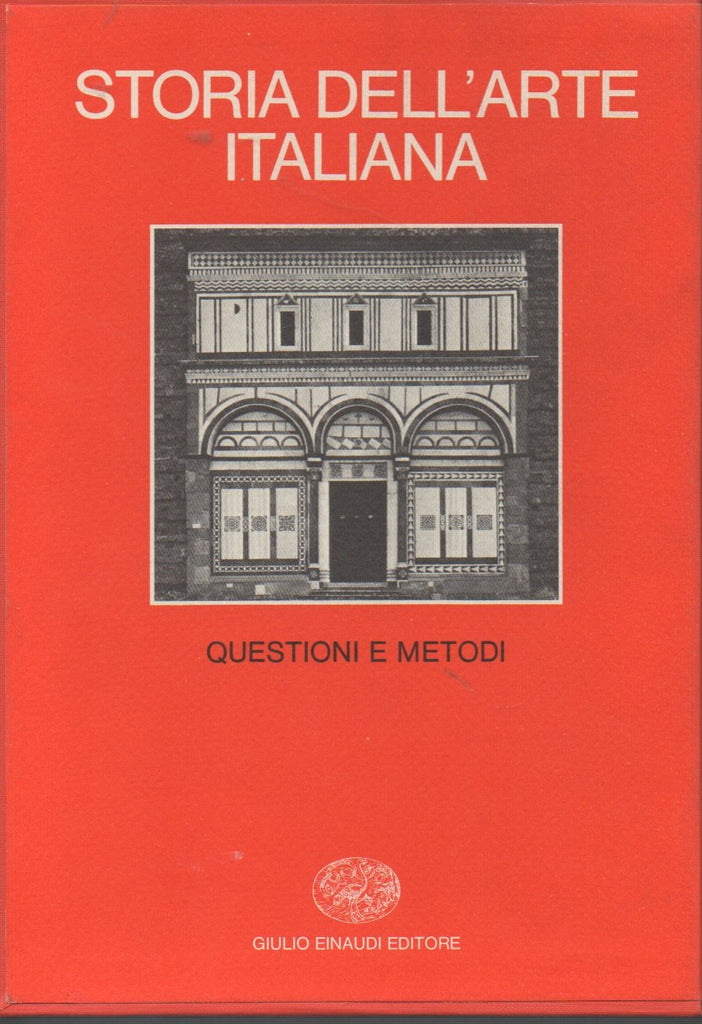 STORIA DELL'ARTE
ITALIANA
QUESTIONI E METODI
GIULIO EINAUDI EDITORE